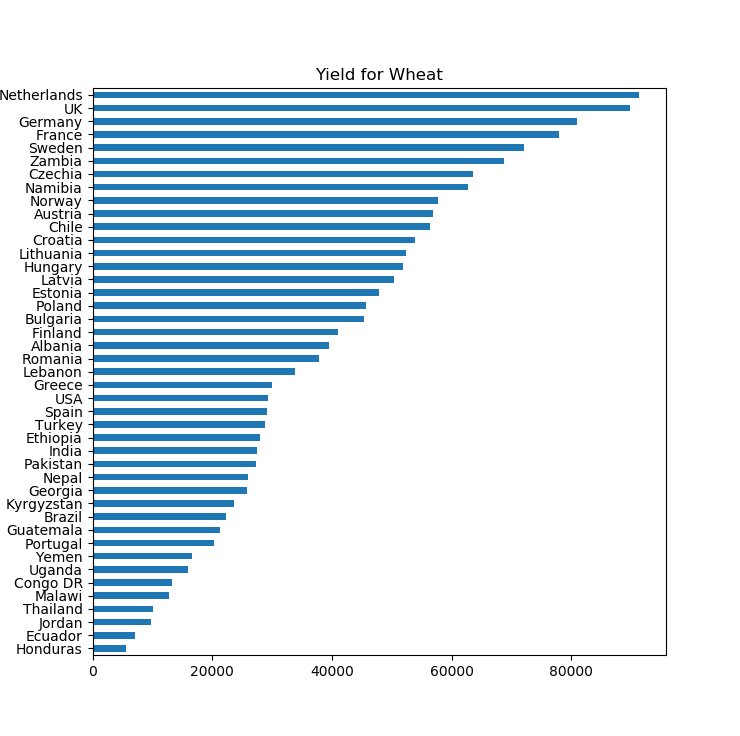 Yield for Wheat
Netherlands
UK
Germany
France
Sweden
Zambia
Czechia
Namibia
Norway
Austria
Chile
Croatia
Lithuania
Hungary
Latvia
Estonia
Poland
Bulgaria
Finland
Albania
Romania
Lebanon
Greece
USA
Spain
Turkey
Ethiopia
India
Pakistan
Nepal
Georgia
Kyrgyzstan
Brazil
Guatemala
Portugal
Yemen
Uganda
Congo DR
Malawi
Thailand
Jordan
Ecuador
Honduras
0 20000 40000 60000 80000